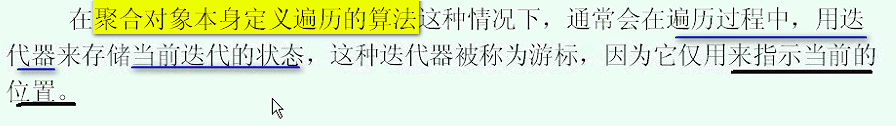 在聚合对象本身定义遍历的算法这种情况下，通常会在遍历过程中，用迭
代器来存储当前迭代的状态，这种迭代器被称为游标，因为它仅用来指示当前的
位置。